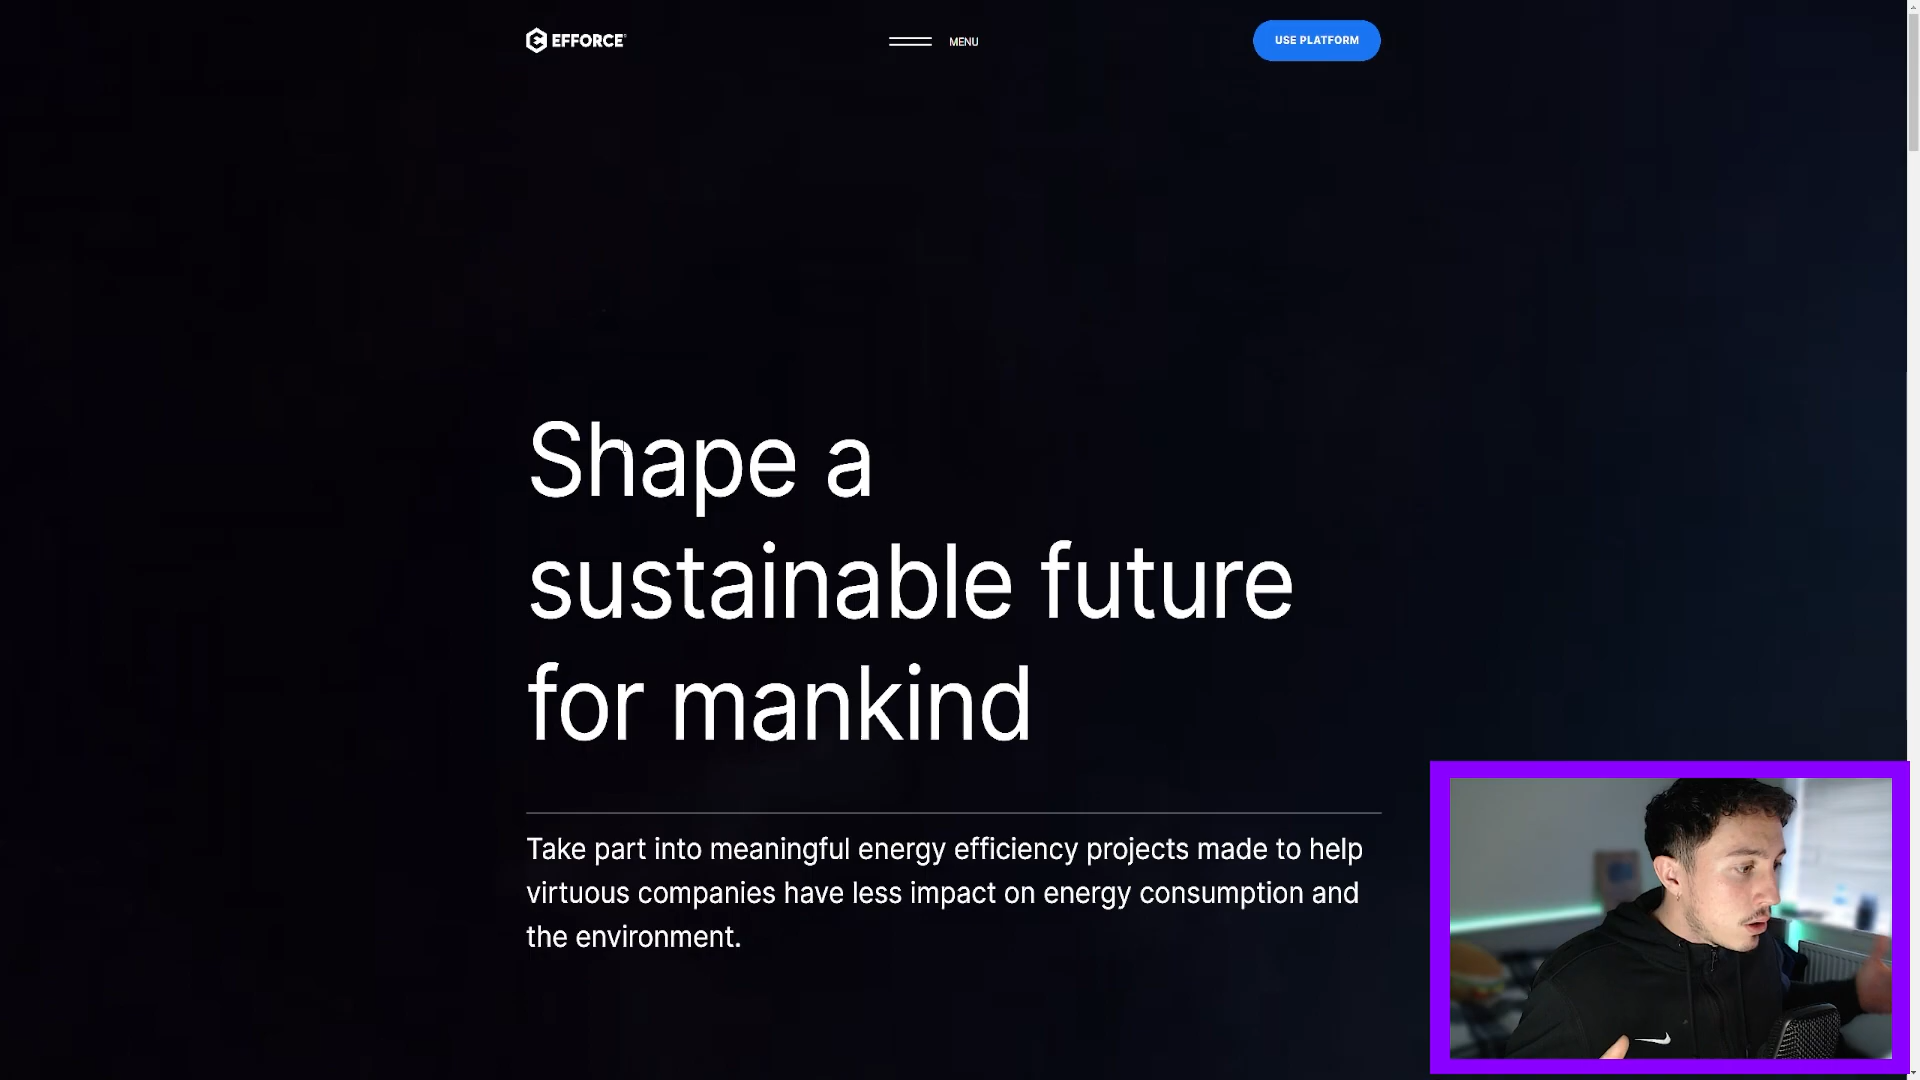 EFFORCE
MENU
USE PLATFORM
Shape a
sustainable future
for mankind
Take part into meaningful energy efficiency projects made to help
virtuous companies have less impact on energy consumption and
the environment.